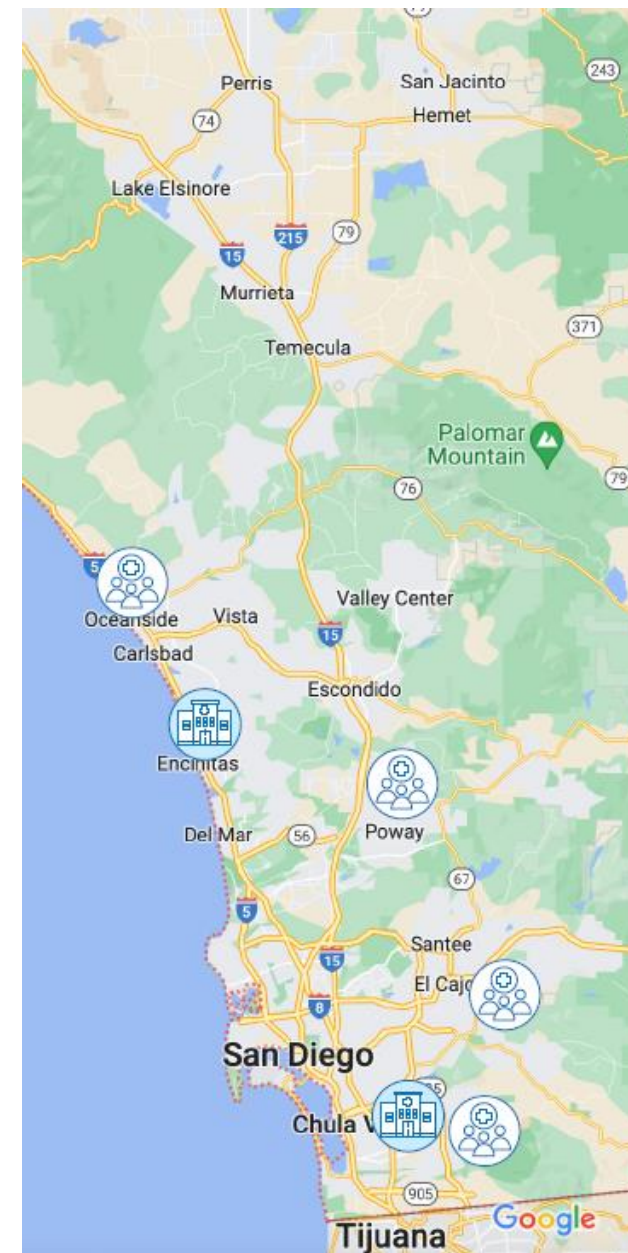 243
San Jacinto
Perris
Hemet
74
Lake Elsinore
215
79
15
Murrieta
371
Temecula
Palomar
Mountain
76
79
5
Valley Center
Oceanside
Vista
15
Carlsbad
Escondido
Encinitas
Del Mar
56
Poway
67
5
Santee
15
El Cajo
8
San Diego
Chula V
905
Google
Tijuana